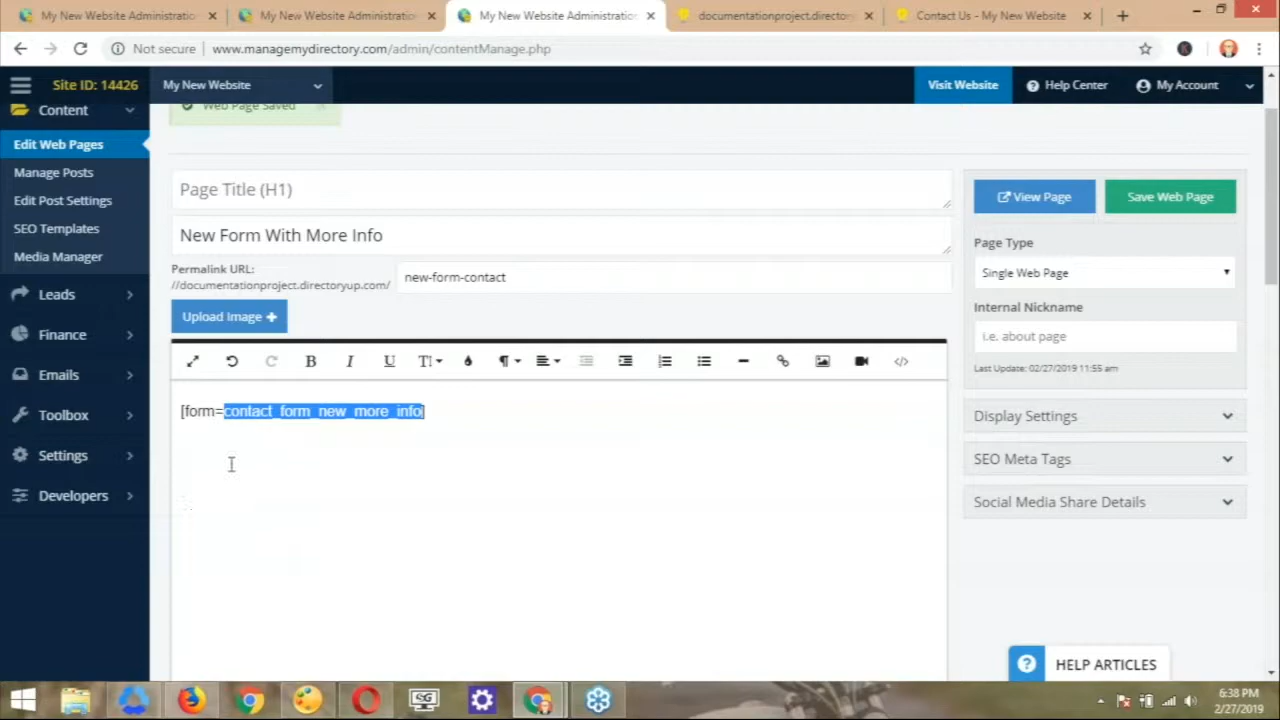 My New Website Administratio
My New Website Administratio
My New Website Administratio
documentationproject.director
Contact Us - My New Website
Not secure
www.managemydirectory.com/admin/contentManage.php
Site ID: 14426
My New Website
Visit Website
Help Center
My Account
Content
Web Page Saved
Edit Web Pages
Manage Posts
Edit Post Settings
SEO Templates
Media Manager
Leads
Finance
Emails
Toolbox
Settings
Developers
Page Title (H1)
New Form With More Info
Permalink URL:
//documentationproject.directoryup.com/
new-form-contact
Upload Image
[form=contact_form_new_more_info]
View Page
Save Web Page
Page Type
Single Web Page
Internal Nickname
i.e. about page
Last Update: 02/27/2019 11:55 am
Display Settings
SEO Meta Tags
Social Media Share Details
HELP ARTICLES
SG
6:38 PM
2/27/2019